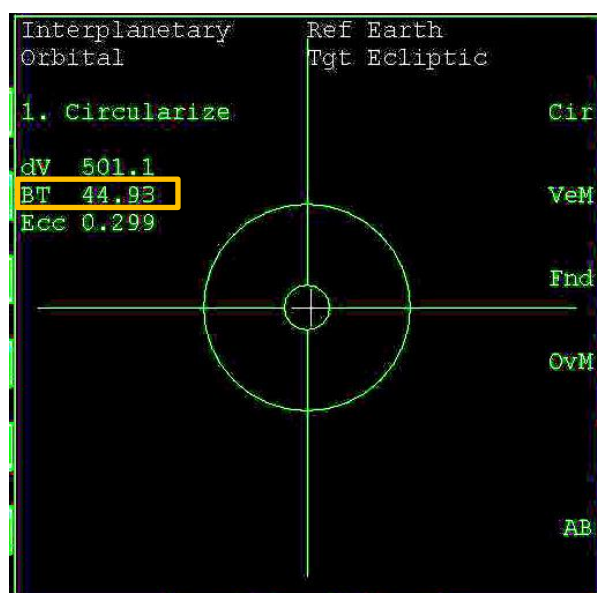 Interplanetary Ref Earth
Orbital Tgt Ecliptic
1. Circularize Cir
dV 501.1
BT 44.93 VeM
Ecc 0.299
Fnd
OvM
AB